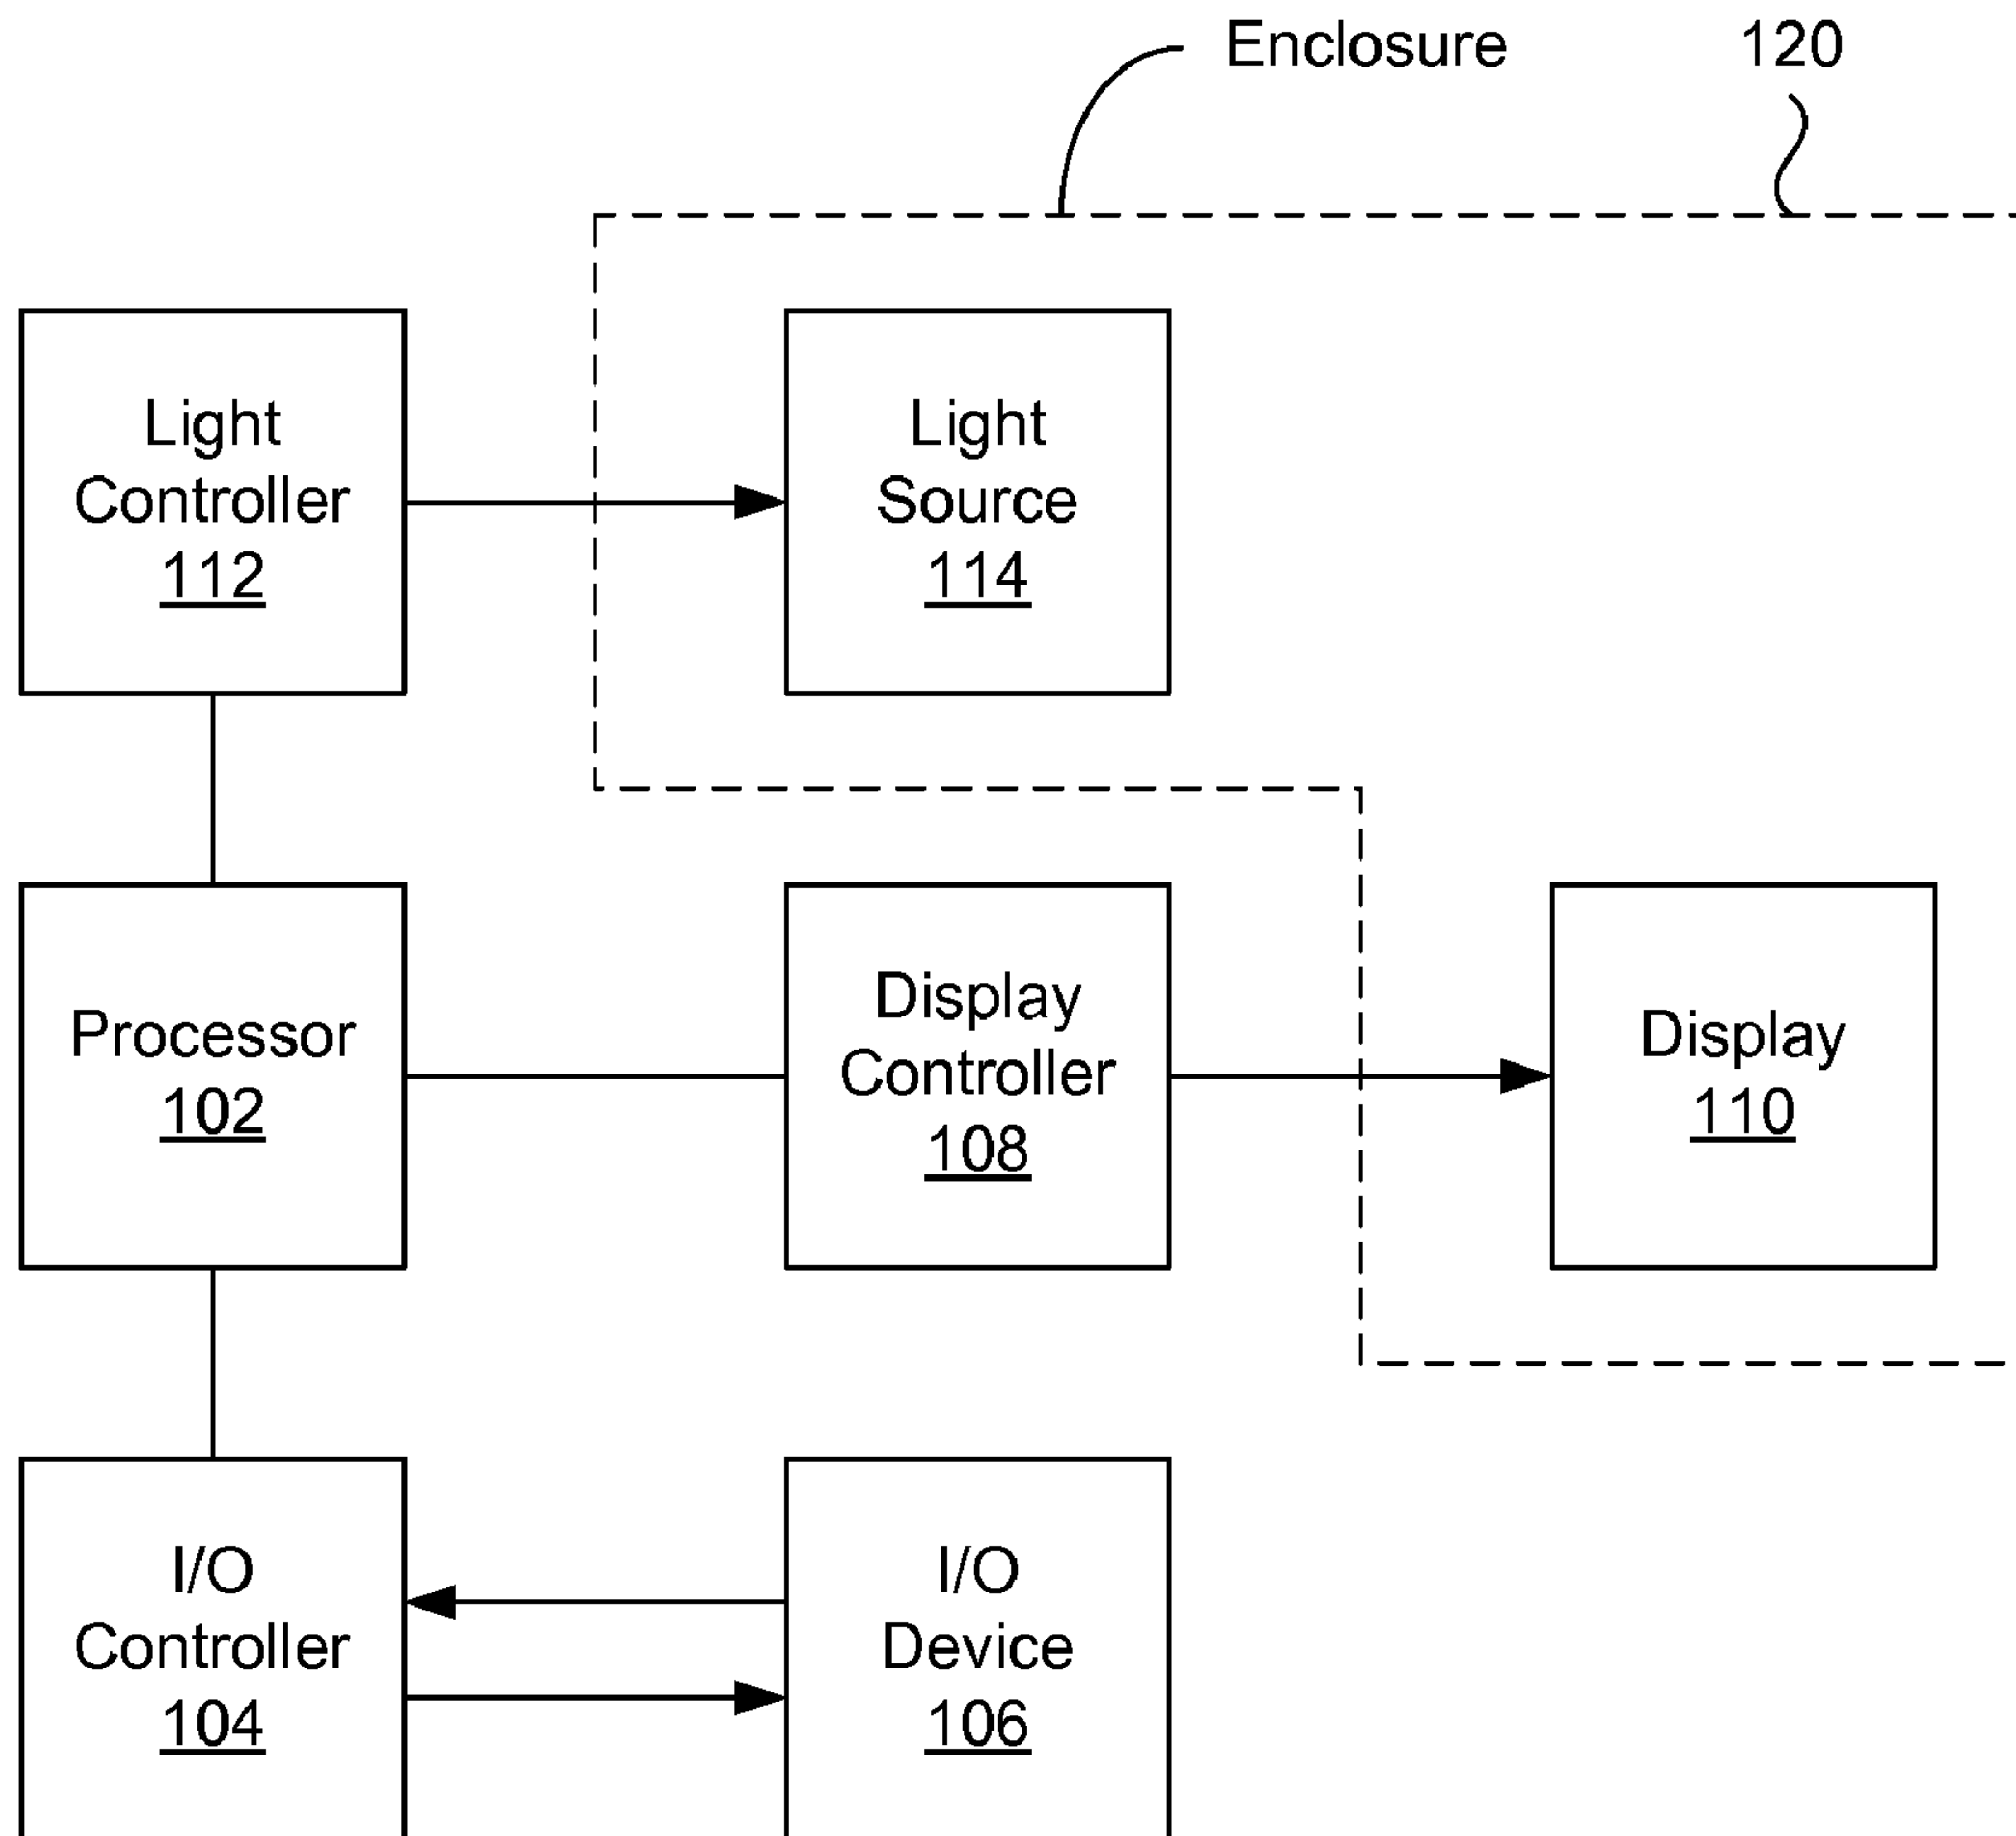 Enclosure
120
Light
Controller
112
Light
Source
114
Processor
102
Display
Controller
108
Display
110
I/O
Controller
104
I/O
Device
106